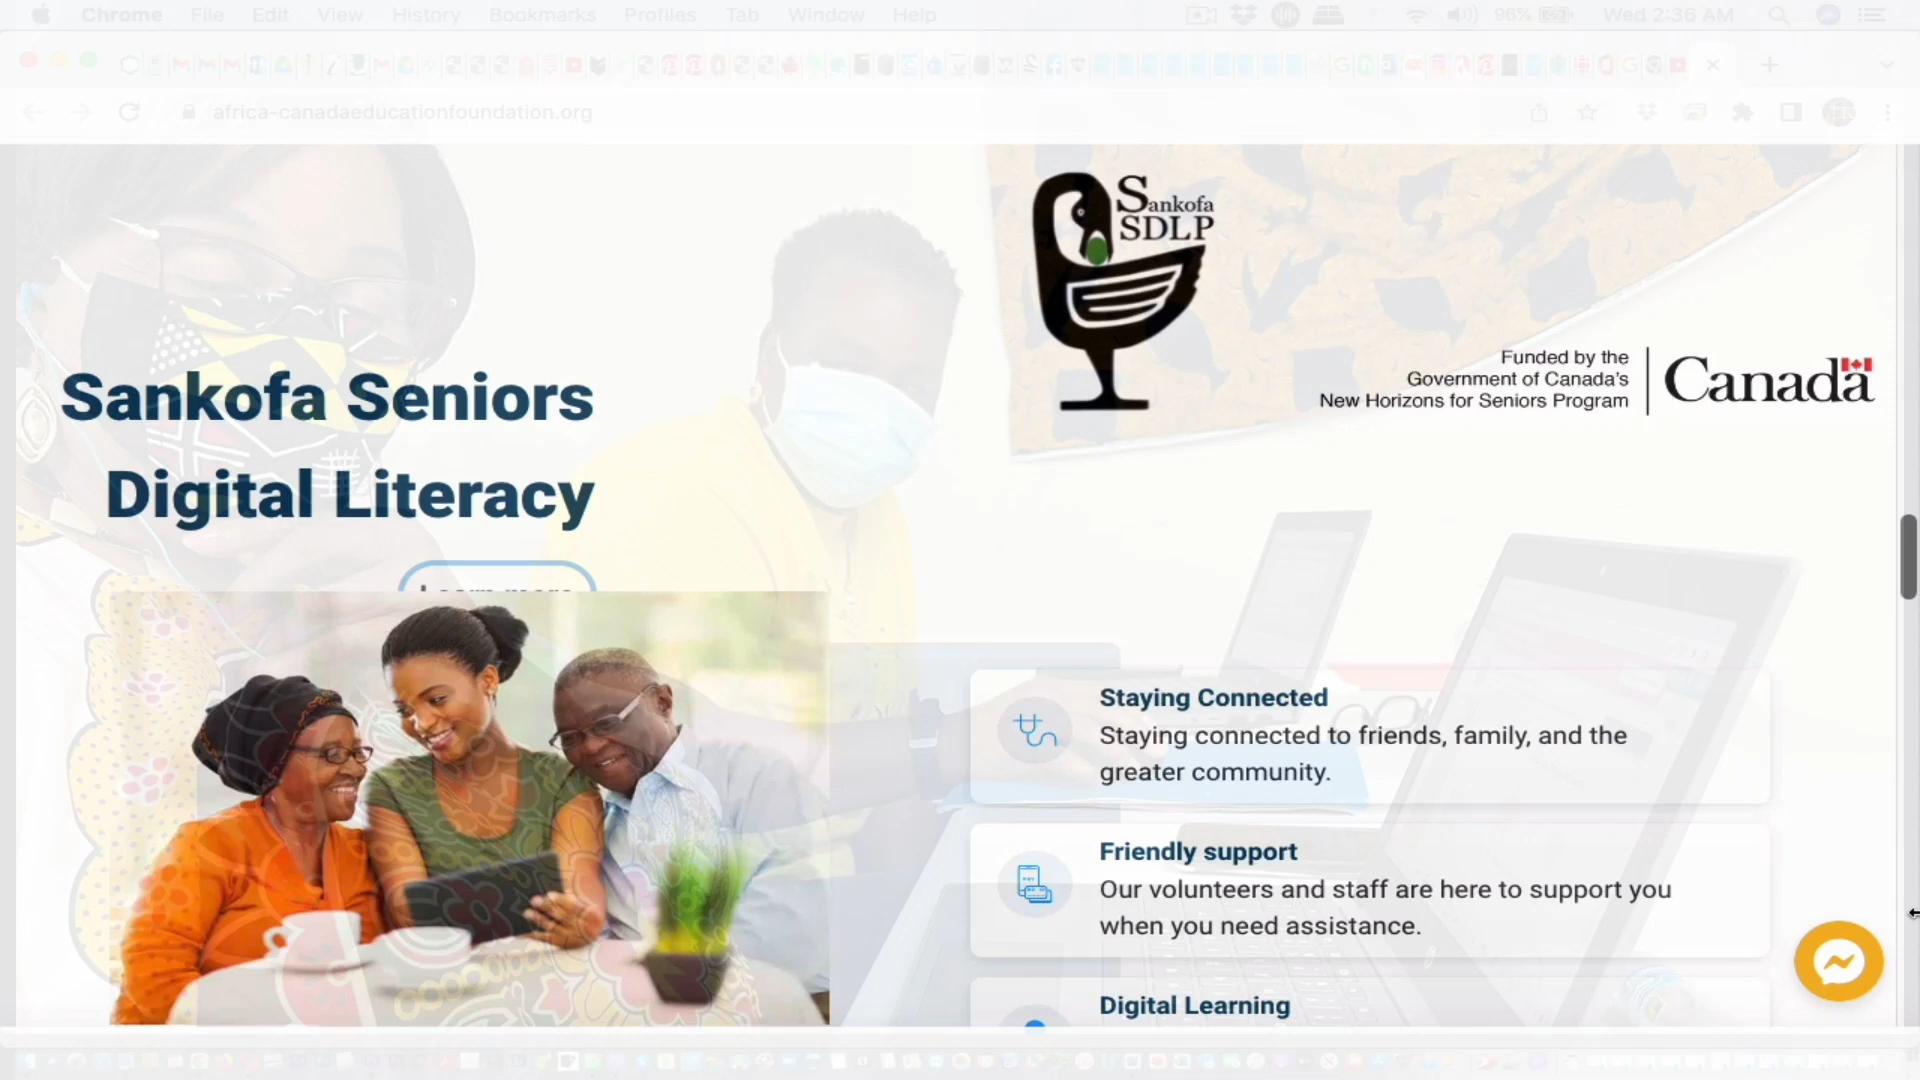 Chrome File Edit View History Bookmarks Profiles Tab Window Help 96% Wed 2:36 AM
africa-canadaeducationfoundation.org
Sankofa
SDLP
Funded by the
Government of Canada's
New Horizons for Seniors Program
Canada
Sankofa Seniors
Digital Literacy
Staying Connected
Staying connected to friends, family, and the
greater community.
Friendly support
Our volunteers and staff are here to support you
when you need assistance.
Digital Learning